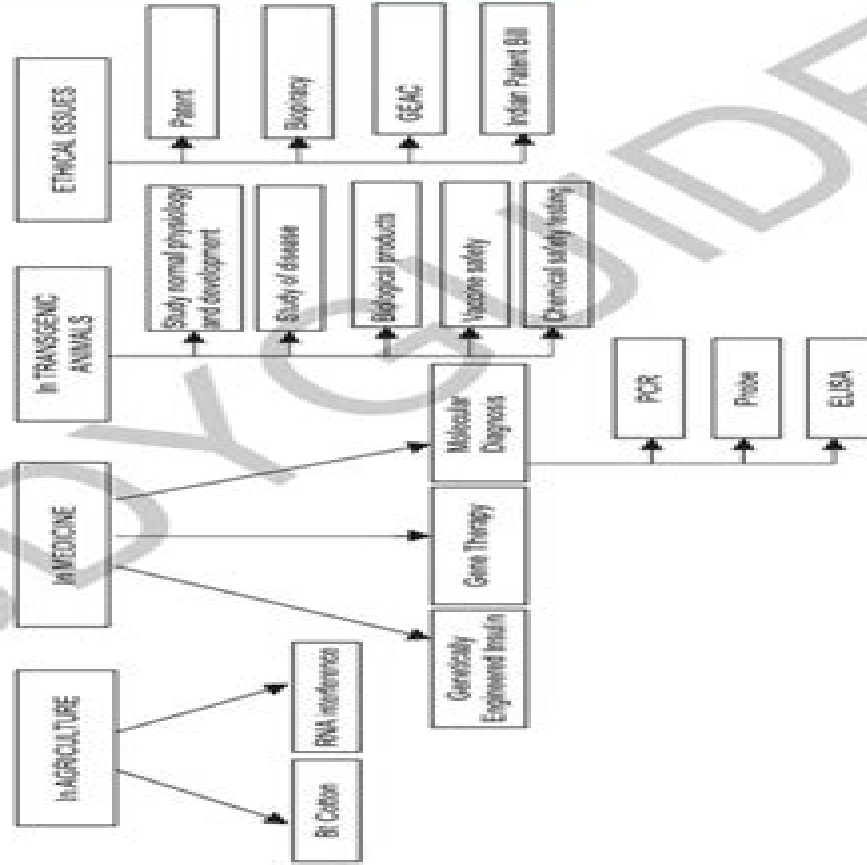 In AGRICULTURE
Bt Cotton
RNA interference
In MEDICINE
Genetically
Engineered Insulin
Gene Therapy
Molecular
Diagnosis
PCR
Probe
ELISA
In TRANSGENIC
ANIMALS
Study normal physiology
and development
Study of disease
Biological products
Vaccine safety
Chemical safety testing
ETHICAL ISSUES
Patent
Biopiracy
GEAC
Indian Patent Bill